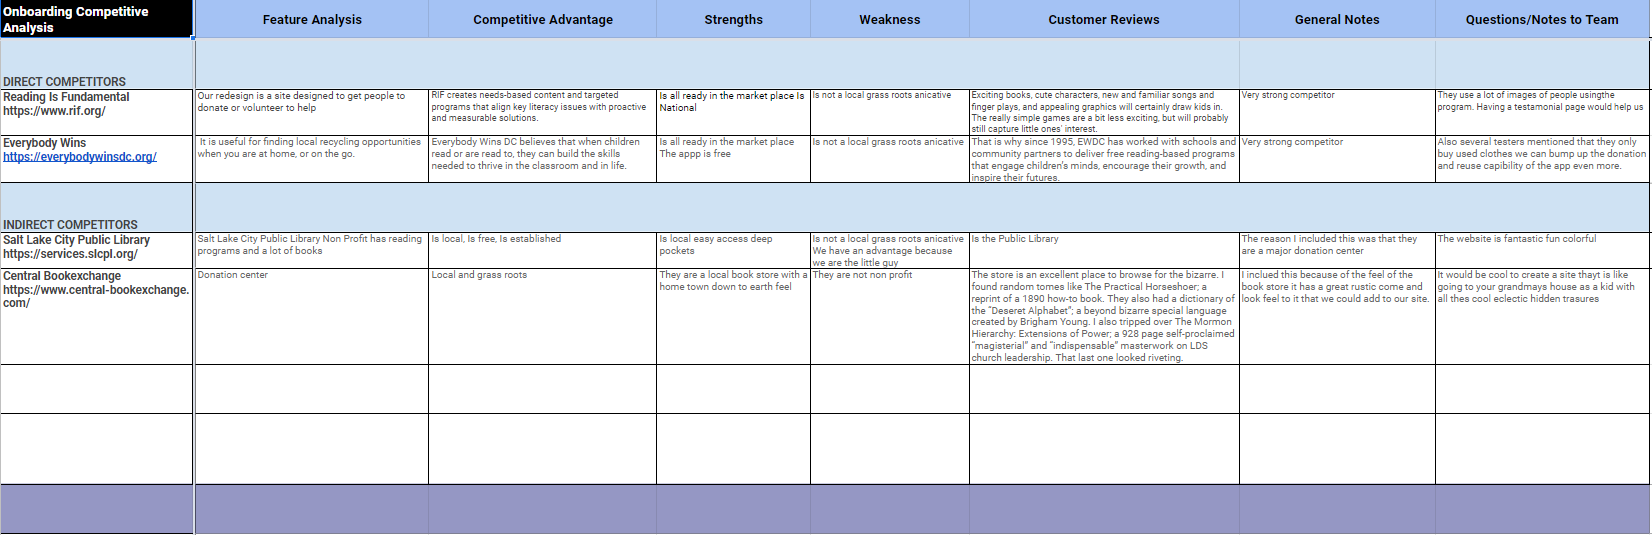 Onboarding Competitive
Analysis
Feature Analysis
Competitive Advantage
Strengths
Weakness
Customer Reviews
General Notes
Questions/Notes to Team
DIRECT COMPETITORS
Reading Is Fundamental
https://www.rif.org/
Our redesign is a site designed to get people to
donate or volunteer to help
RIF creates needs-based content and targeted
programs that align key literacy issues with proactive
and measurable solutions.
Is all ready in the market place Is
National
Is not a local grass roots anicative
Exciting books, cute characters, new and familiar songs and
finger plays, and appealing graphics will certainly draw kids in.
The really simple games are a bit less exciting, but will probably
still capture little ones' interest.
Very strong competitor
They use a lot of images of people usingthe
program. Having a testamonial page would help us
Everybody Wins
https://everybodywinsdc.org/
It is useful for finding local recycling opportunities
when you are at home, or on the go.
Everybody Wins DC believes that when children
read or are read to, they can build the skills
needed to thrive in the classroom and in life.
Is all ready in the market place
The appp is free
Is not a local grass roots anicative
That is why since 1995, EWDC has worked with schools and
community partners to deliver free reading-based programs
that engage children's minds, encourage their growth, and
inspire their futures.
Very strong competitor
Also several testers mentioned that they only
buy used clothes we can bump up the donation
and reuse capibility of the app even more.
INDIRECT COMPETITORS
Salt Lake City Public Library
https://services.slcpl.org/
Salt Lake City Public Library Non Profit has reading
programs and a lot of books
Is local, Is free, Is established
Is local easy access deep
pockets
Is not a local grass roots anicative
We have an advantage because
we are the little guy
Is the Public Library
The reason I included this was that they
are a major donation center
The website is fantastic fun colorful
Central Bookexchange
https://www.central-bookexchange.
com/
Donation center
Local and grass roots
They are a local book store with a
home town down to earth feel
They are not non profit
The store is an excellent place to browse for the bizarre. I
found random tomes like The Practical Horseshoer; a
reprint of a 1890 how-to book. They also had a dictionary of
the "Deseret Alphabet"; a beyond bizarre special language
created by Brigham Young. I also tripped over The Mormon
Hierarchy: Extensions of Power; a 928 page self-proclaimed
"magisterial" and "indispensable" masterwork on LDS
church leadership. That last one looked riveting.
I inclued this because of the feel of the
book store it has a great rustic come and
look feel to it that we could add to our site.
It would be cool to create a site thayt is like
going to your grandmays house as a kid with
all thes cool eclectic hidden trasures